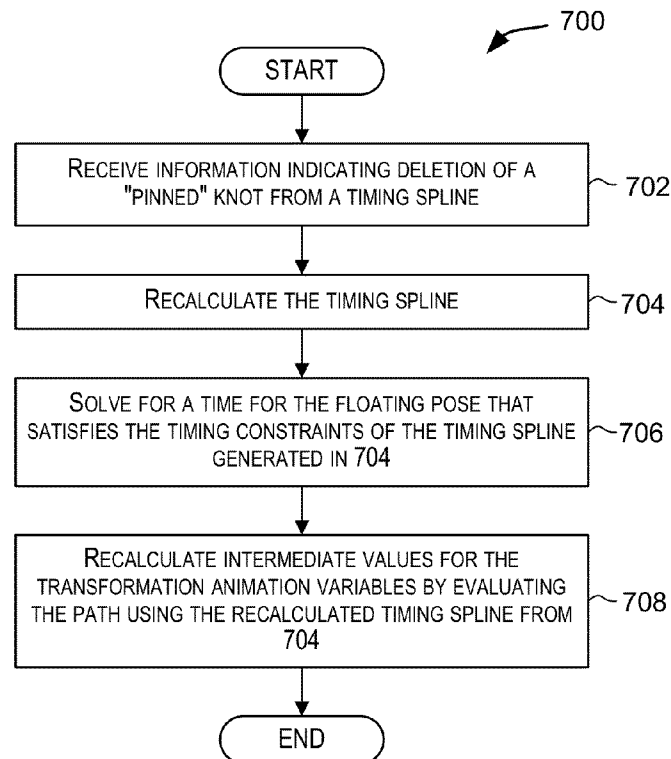 700
START
RECEIVE INFORMATION INDICATING DELETION OF A
"PINNED" KNOT FROM A TIMING SPLINE
702
RECALCULATE THE TIMING SPLINE
704
SOLVE FOR A TIME FOR THE FLOATING POSE THAT
SATISFIES THE TIMING CONSTRAINTS OF THE TIMING SPLINE
GENERATED IN 704
706
RECALCULATE INTERMEDIATE VALUES FOR THE
TRANSFORMATION ANIMATION VARIABLES BY EVALUATING
THE PATH USING THE RECALCULATED TIMING SPLINE FROM
704
708
END